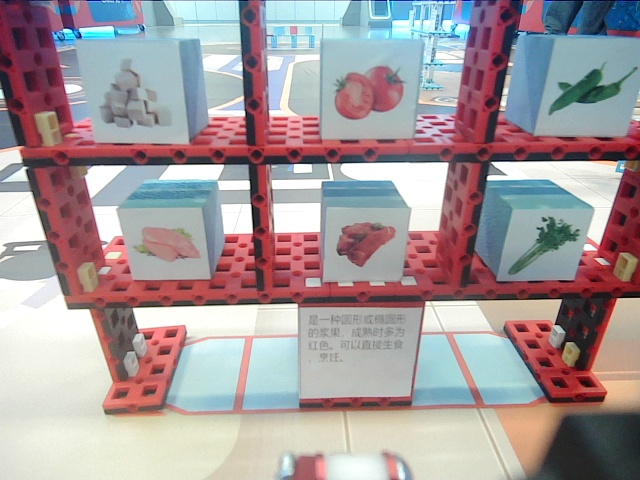 是一种圆形或椭圆形
的浆果，成熟时多为
红色。可以直接生食
、烹饪。